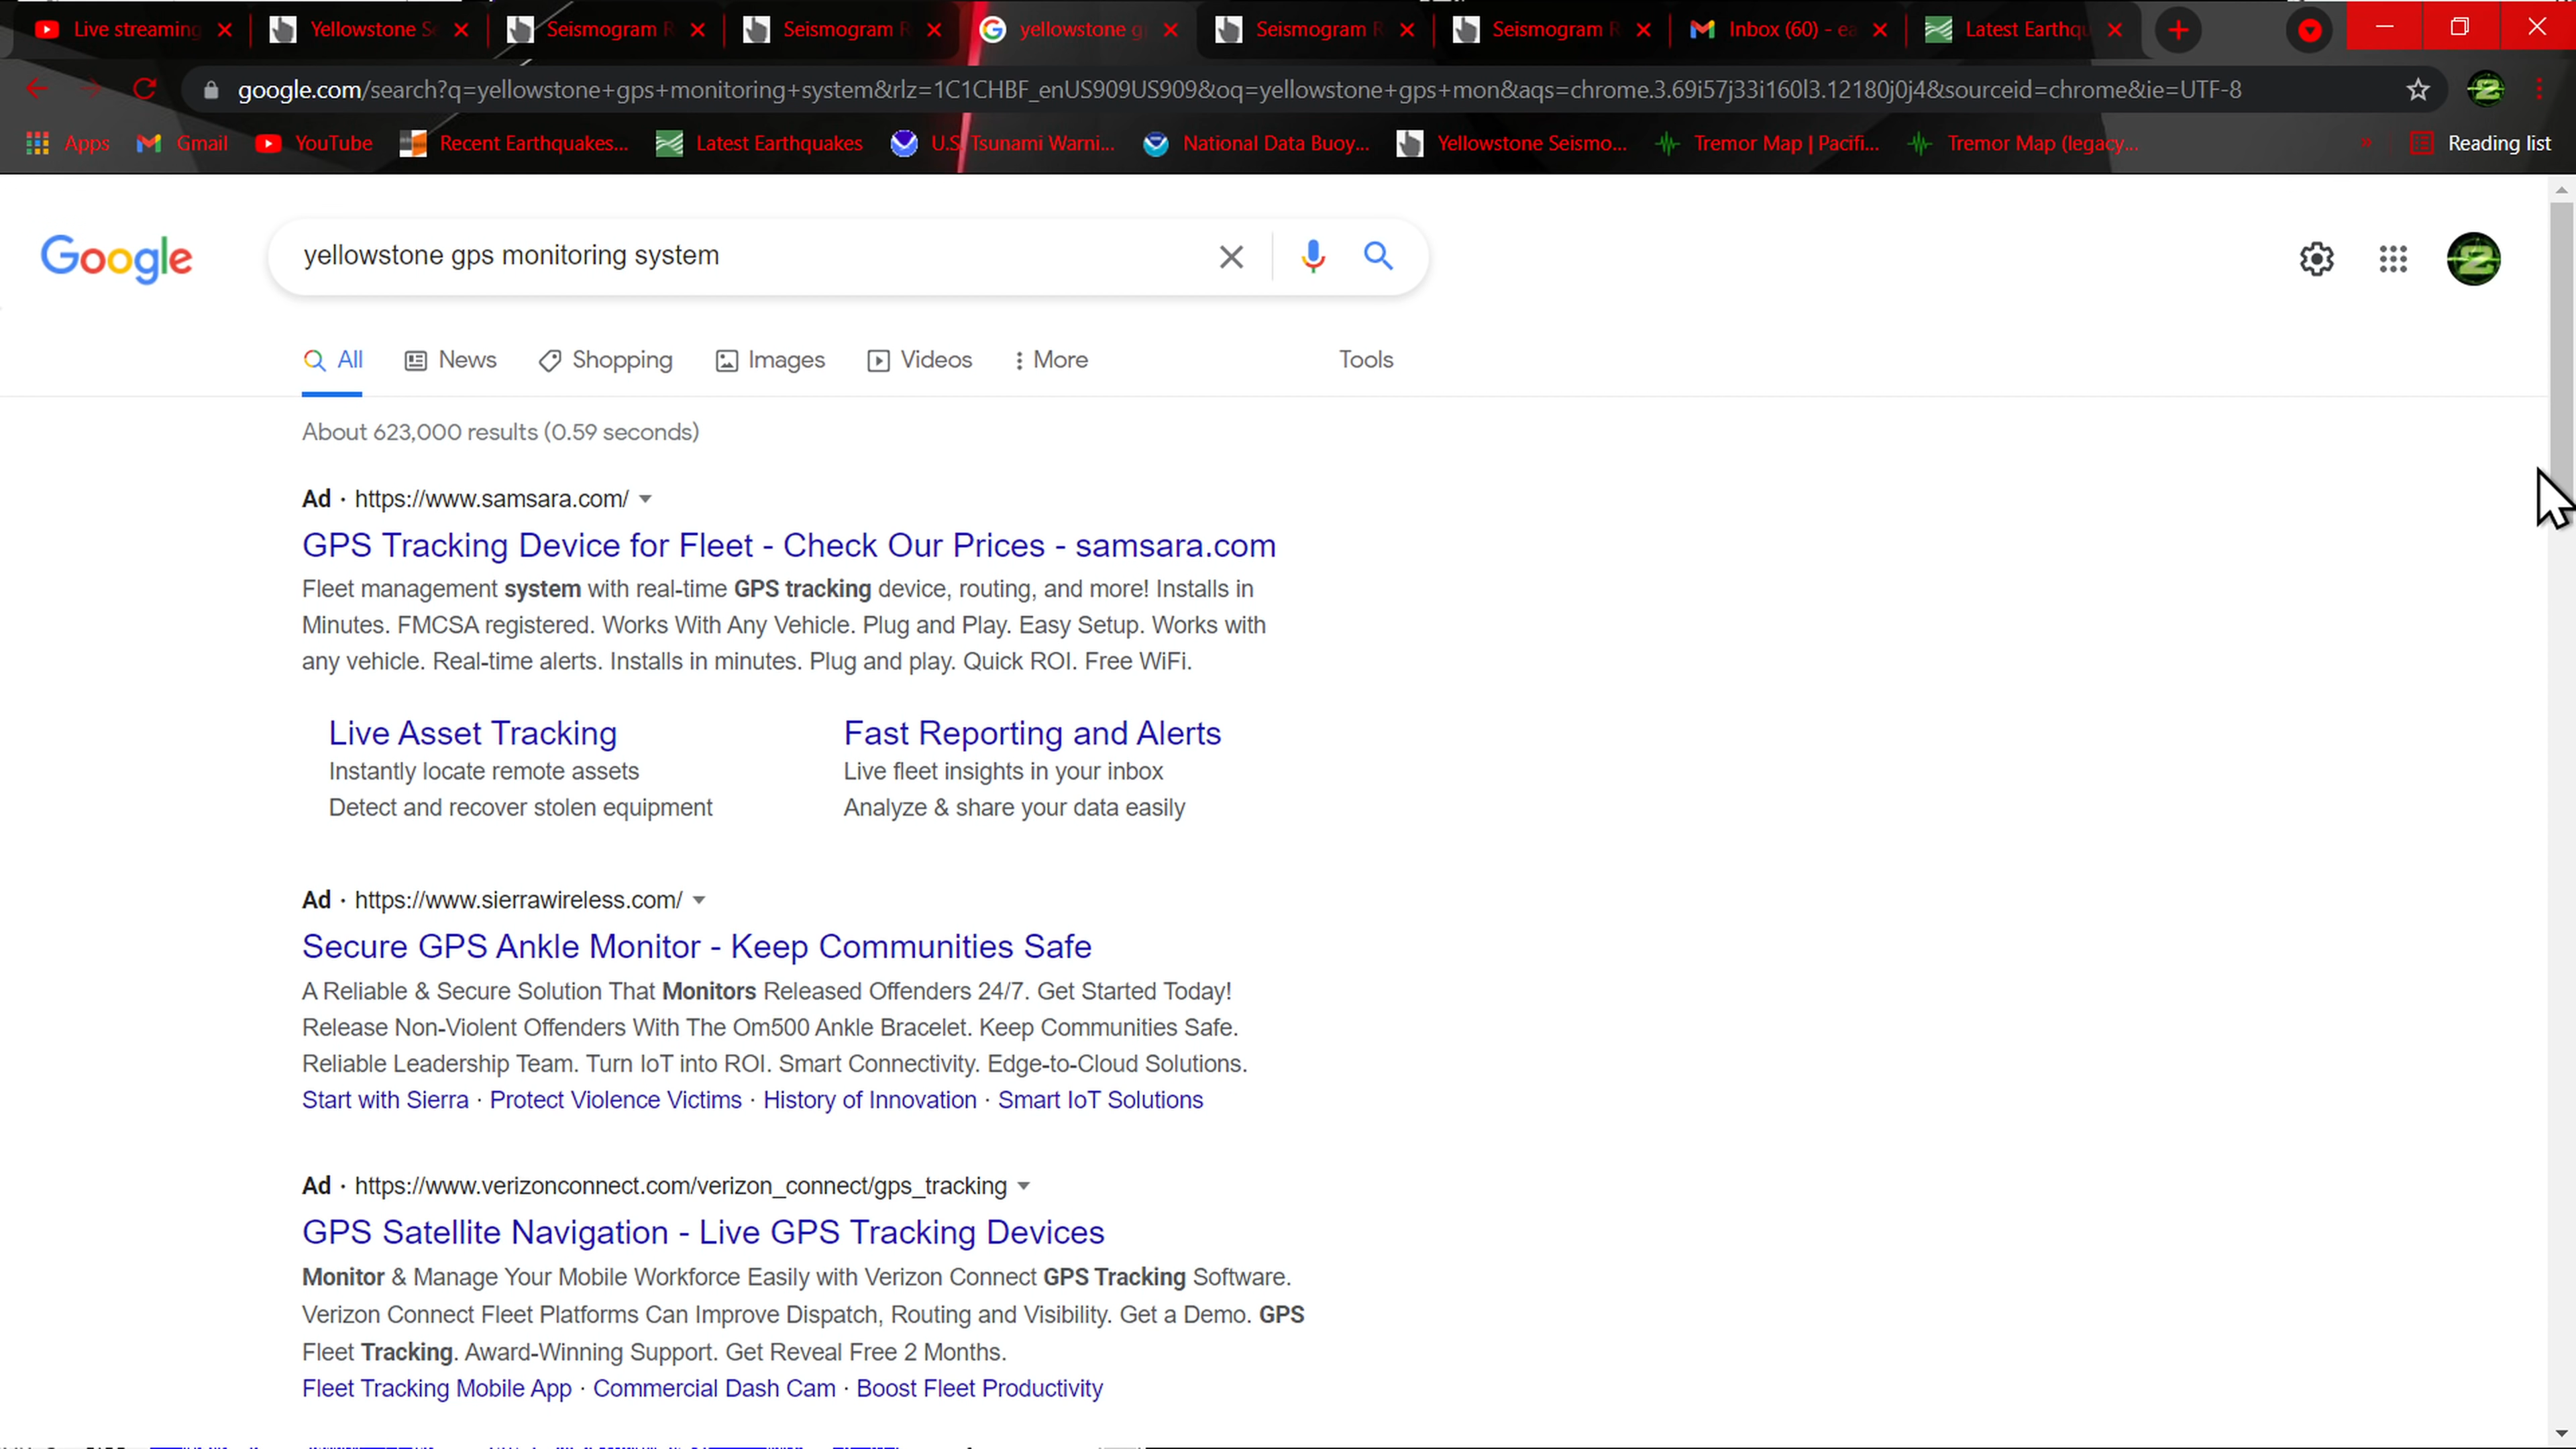 Live streaming
Yellowstone S
Seismogram R
Seismogram R
yellowstone g
Seismogram R
Seismogram R
Inbox (60) - ea
Latest Earthqu
google.com/search?q=yellowstone+gps+monitoring+system&rlz=1C1CHBF_enUS909US909&oq=yellowstone+gps+mon&aqs=chrome.3.69i57j33i160l3.12180j0j4&sourceid=chrome&ie=UTF-8
Apps
Gmail
YouTube
Recent Earthquakes...
Latest Earthquakes
U.S. Tsunami Warni...
National Data Buoy...
Yellowstone Seismo...
Tremor Map | Pacifi...
Tremor Map (legacy...
Reading list
Google
yellowstone gps monitoring system
All
News
Shopping
Images
Videos
More
Tools
About 623,000 results (0.59 seconds)
Ad · https://www.samsara.com/
GPS Tracking Device for Fleet - Check Our Prices - samsara.com
Fleet management system with real-time GPS tracking device, routing, and more! Installs in
Minutes. FMCSA registered. Works With Any Vehicle. Plug and Play. Easy Setup. Works with
any vehicle. Real-time alerts. Installs in minutes. Plug and play. Quick ROI. Free WiFi.
Live Asset Tracking
Instantly locate remote assets
Detect and recover stolen equipment
Fast Reporting and Alerts
Live fleet insights in your inbox
Analyze & share your data easily
Ad · https://www.sierrawireless.com/
Secure GPS Ankle Monitor - Keep Communities Safe
A Reliable & Secure Solution That Monitors Released Offenders 24/7. Get Started Today!
Release Non-Violent Offenders With The Om500 Ankle Bracelet. Keep Communities Safe.
Reliable Leadership Team. Turn IoT into ROI. Smart Connectivity. Edge-to-Cloud Solutions.
Start with Sierra · Protect Violence Victims · History of Innovation · Smart IoT Solutions
Ad · https://www.verizonconnect.com/verizon_connect/gps_tracking
GPS Satellite Navigation - Live GPS Tracking Devices
Monitor & Manage Your Mobile Workforce Easily with Verizon Connect GPS Tracking Software.
Verizon Connect Fleet Platforms Can Improve Dispatch, Routing and Visibility. Get a Demo. GPS
Fleet Tracking. Award-Winning Support. Get Reveal Free 2 Months.
Fleet Tracking Mobile App · Commercial Dash Cam · Boost Fleet Productivity